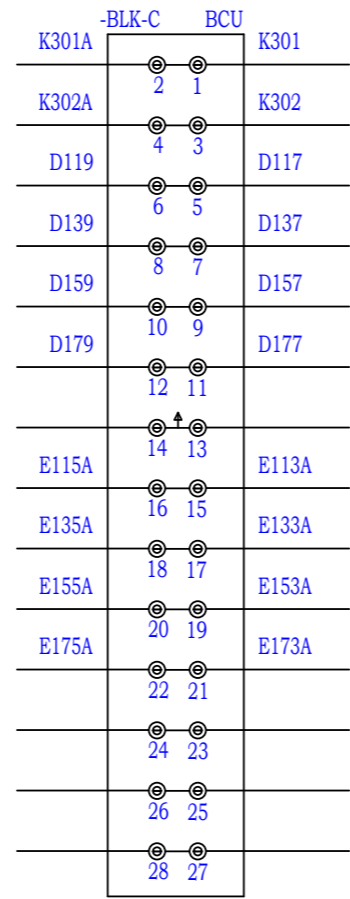 -BLK-C BCU
K301A K301
2 1
K302A K302
4 3
D119 D117
6 5
D139 D137
8 7
D159 D157
10 9
D179 D177
12 11
14 13
E115A E113A
16 15
E135A E133A
18 17
E155A E153A
20 19
E175A E173A
22 21
24 23
26 25
28 27